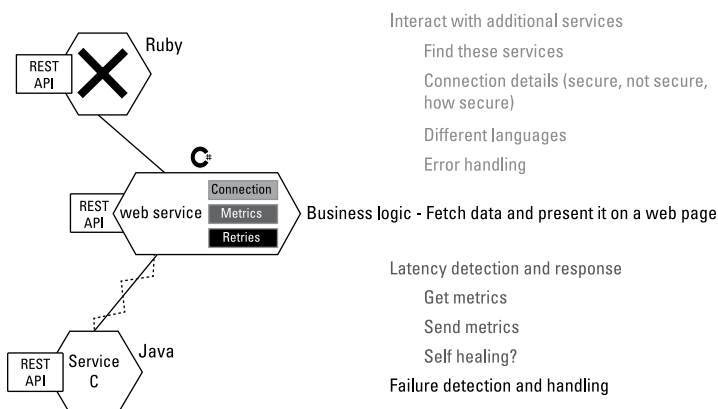 Ruby
REST
API
C#
REST
API
web service
Connection
Metrics
Retries
Java
REST
API
Service
C
Interact with additional services
Find these services
Connection details (secure, not secure,
how secure)
Different languages
Error handling
Business logic - Fetch data and present it on a web page
Latency detection and response
Get metrics
Send metrics
Self healing?
Failure detection and handling